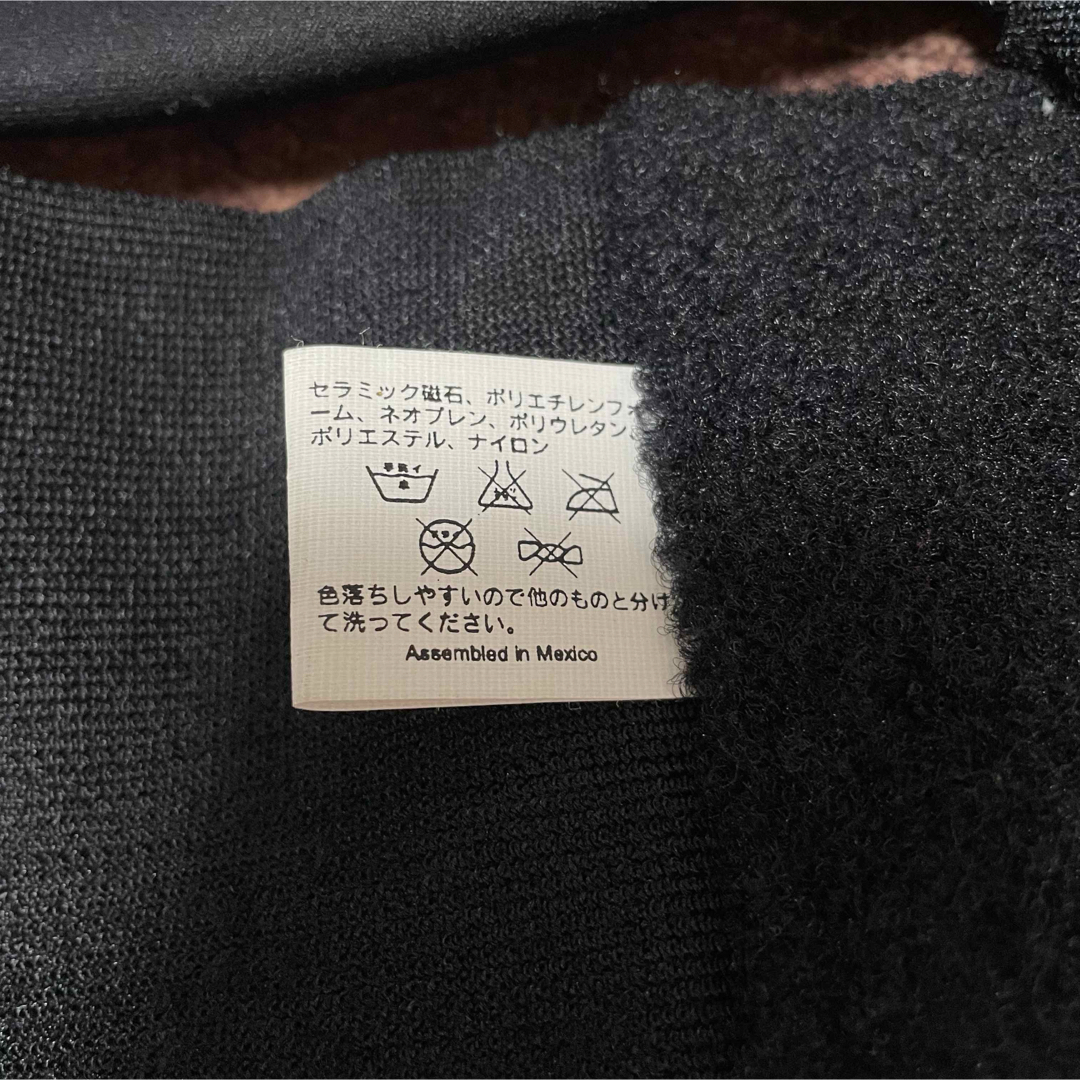 セラミック磁石、ポリエチレンフォ
ーム、ネオプレン、ポリウレタン、
ポリエステル、ナイロン
手洗イ
色落ちしやすいので他のものと分け
て洗ってください。
Assembled in Mexico